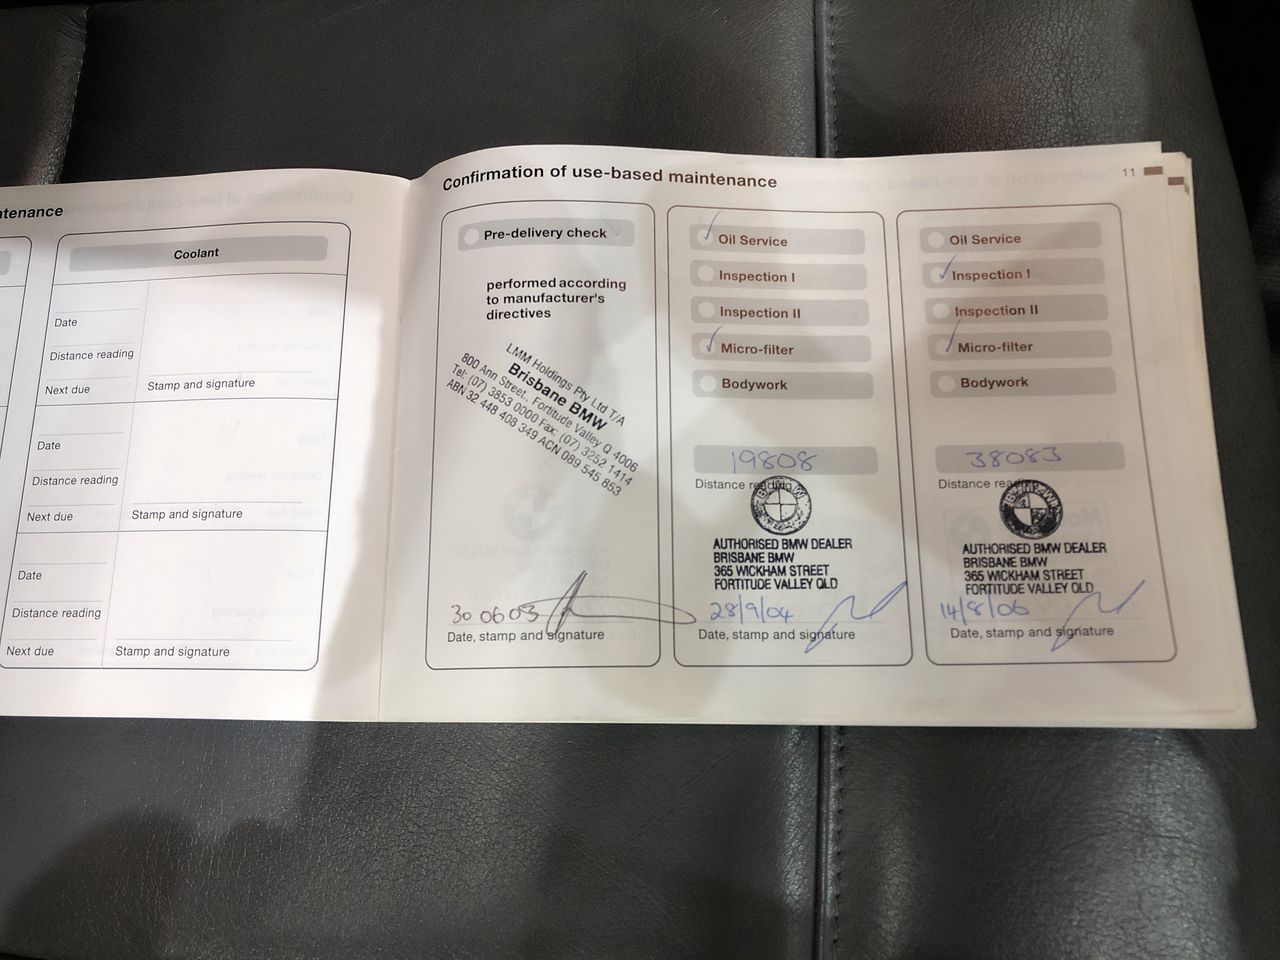 ntenance
Coolant
Date
Distance reading
Next due
Stamp and signature
Date
Distance reading
Next due
Stamp and signature
Date
Distance reading
Next due
Stamp and signature
Confirmation of use-based maintenance
11
Pre-delivery check
performed according
to manufacturer's
directives
LMM Holdings Pty Ltd T/A
Brisbane BMW
800 Ann Street., Fortitude Valley Q 4006
Tel: (07) 3853 0000 Fax: (07) 3252 1414
ABN 32 448 408 349 ACN 089 545 853
30 06 03
Date, stamp and signature
Oil Service
Inspection I
Inspection II
Micro-filter
Bodywork
19808
Distance reading
AUTHORISED BMW DEALER
BRISBANE BMW
365 WICKHAM STREET
FORTITUDE VALLEY QLD
28/9/04
Date, stamp and signature
Oil Service
Inspection I
Inspection II
Micro-filter
Bodywork
38083
Distance reading
AUTHORISED BMW DEALER
BRISBANE BMW
365 WICKHAM STREET
FORTITUDE VALLEY QLD
14/8/06
Date, stamp and signature